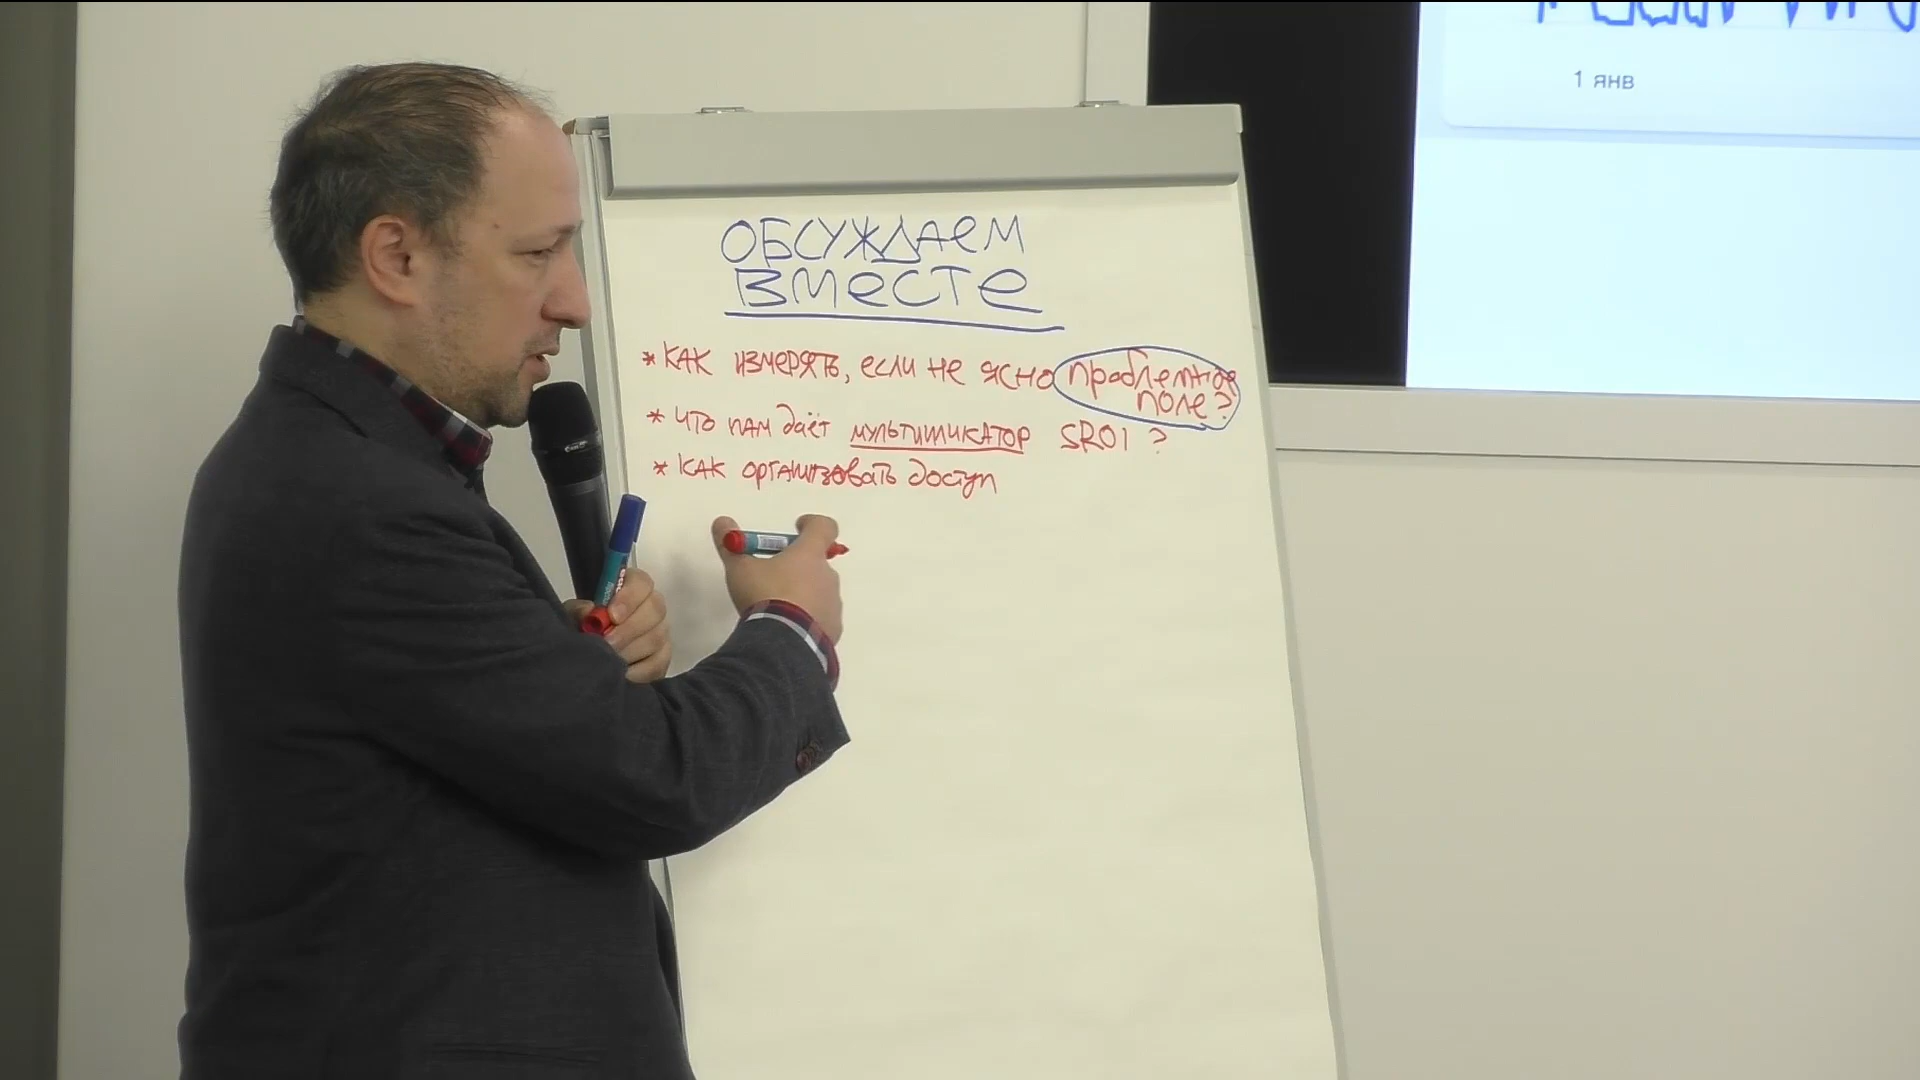 1 янв
ОБСУЖДАЕМ
ВМЕСТЕ
* КАК ИЗМЕРЯТЬ, если не ясно проблемное
поле?
* что нам даёт мультипликатор SROI?
* КАК организовать доступ